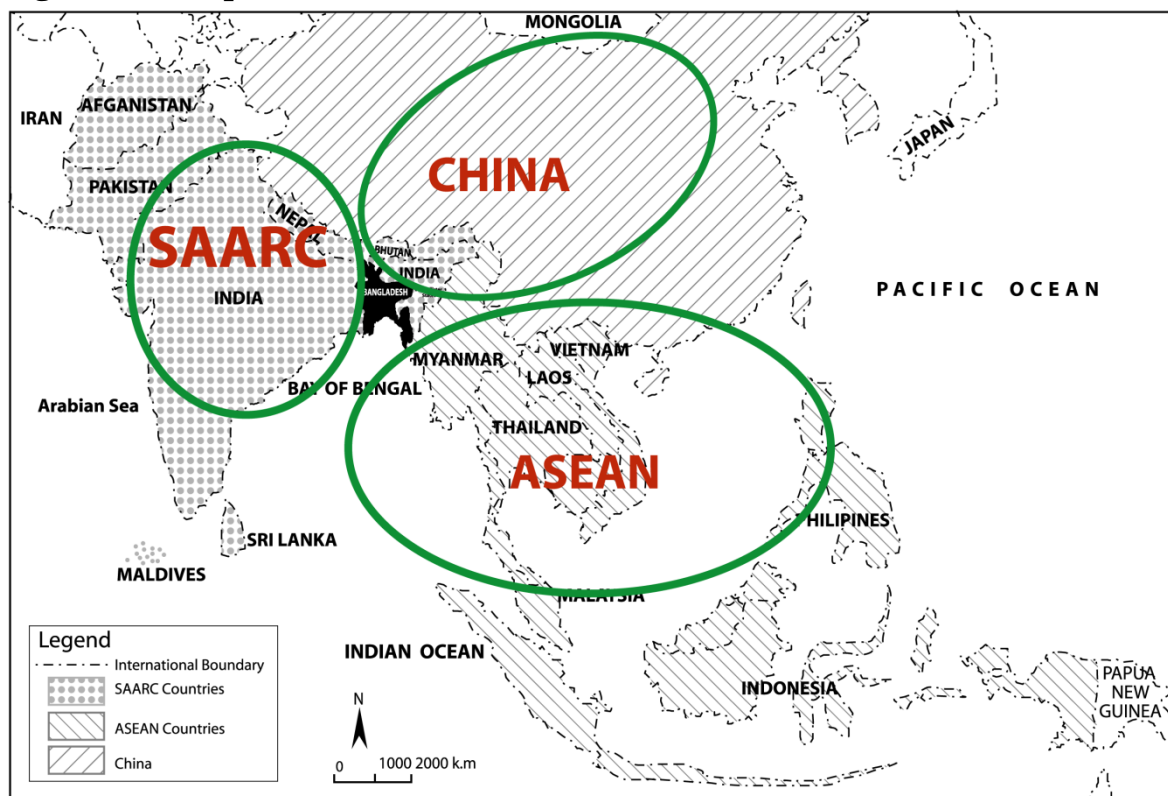 MONGOLIA
AFGANISTAN
IRAN
JAPAN
CHINA
PAKISTAN
NEPAL
SAARC
BHUTAN
INDIA
INDIA
BANGLADESH
PACIFIC OCEAN
MYANMAR
VIETNAM
LAOS
BAY OF BENGAL
Arabian Sea
THAILAND
ASEAN
PHILIPINES
SRI LANKA
MALDIVES
MALAYSIA
Legend
International Boundary
SAARC Countries
ASEAN Countries
China
INDIAN OCEAN
INDONESIA
PAPUA
NEW
GUINEA
N
0 1000 2000 k.m